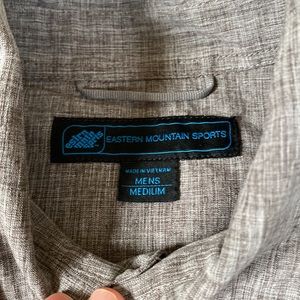 EASTERN MOUNTAIN SPORTS
MADE IN VIETNAM
MENS
MEDIUM